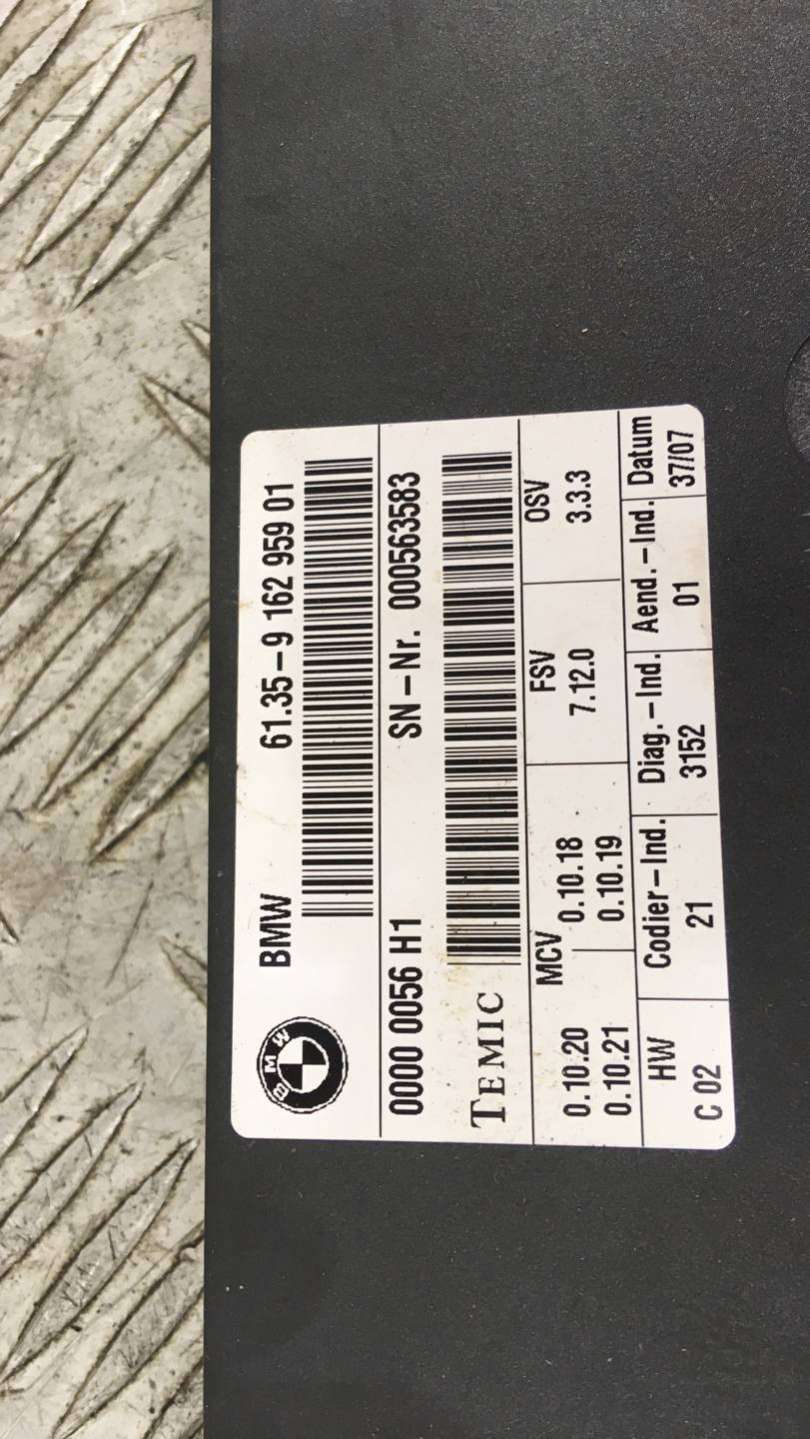 BMW
BMW 61.35-9 162 959 01
0000 0056 H1 SN-Nr. 000563583
TEMIC
MCV FSV OSV
0.10.20 0.10.18 7.12.0 3.3.3
0.10.21 0.10.19
HW Codier-Ind. Diag.-Ind. Aend.-Ind. Datum
C 02 21 3152 01 37/07